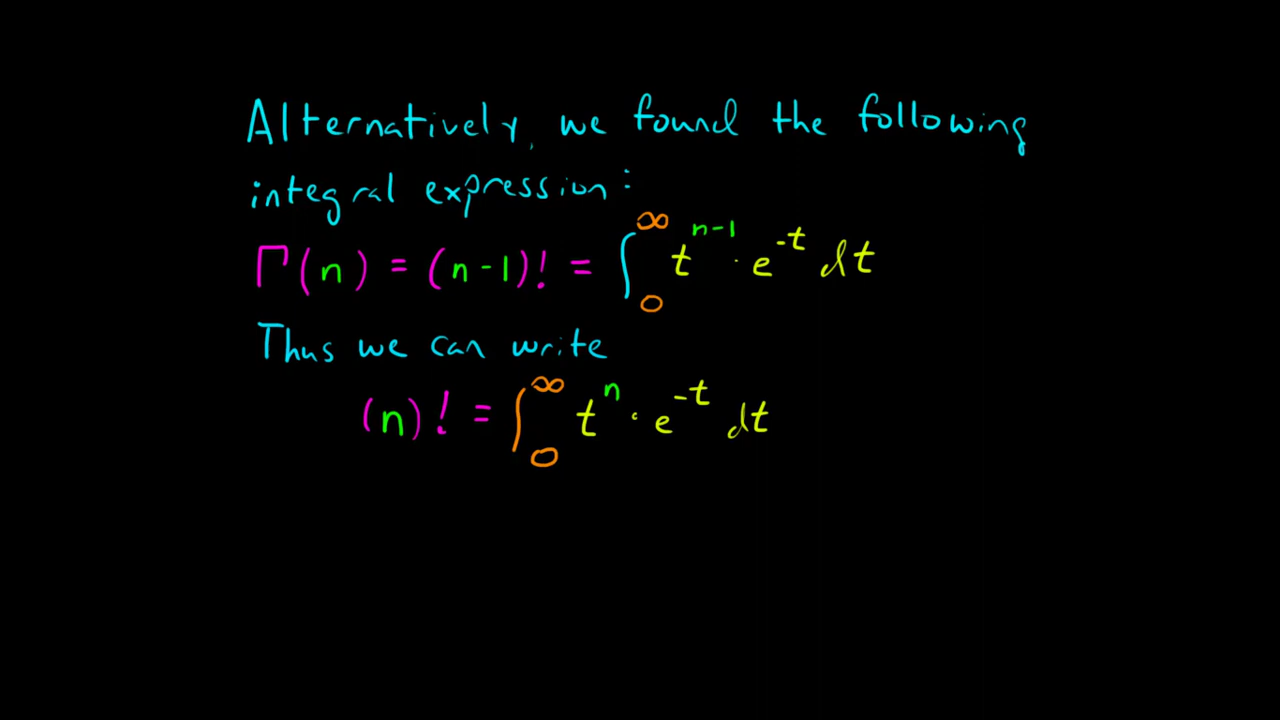 Alternatively, we found the following
integral expression:
Γ(n) = (n-1)! = ∫₀^∞ t^(n-1) · e^(-t) dt
Thus we can write
(n)! = ∫₀^∞ t^n · e^(-t) dt